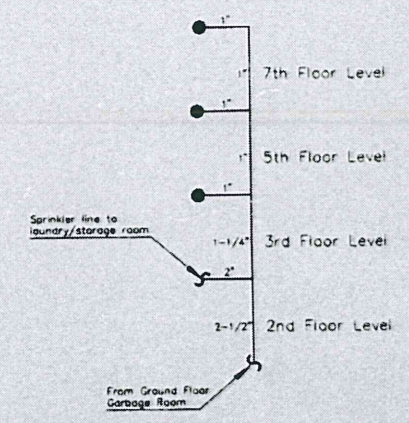 1"
1" 7th Floor Level
1"
1" 5th Floor Level
1"
Sprinkler line to
laundry/storage room
1-1/4" 3rd Floor Level
2"
2-1/2" 2nd Floor Level
From Ground Floor
Garbage Room